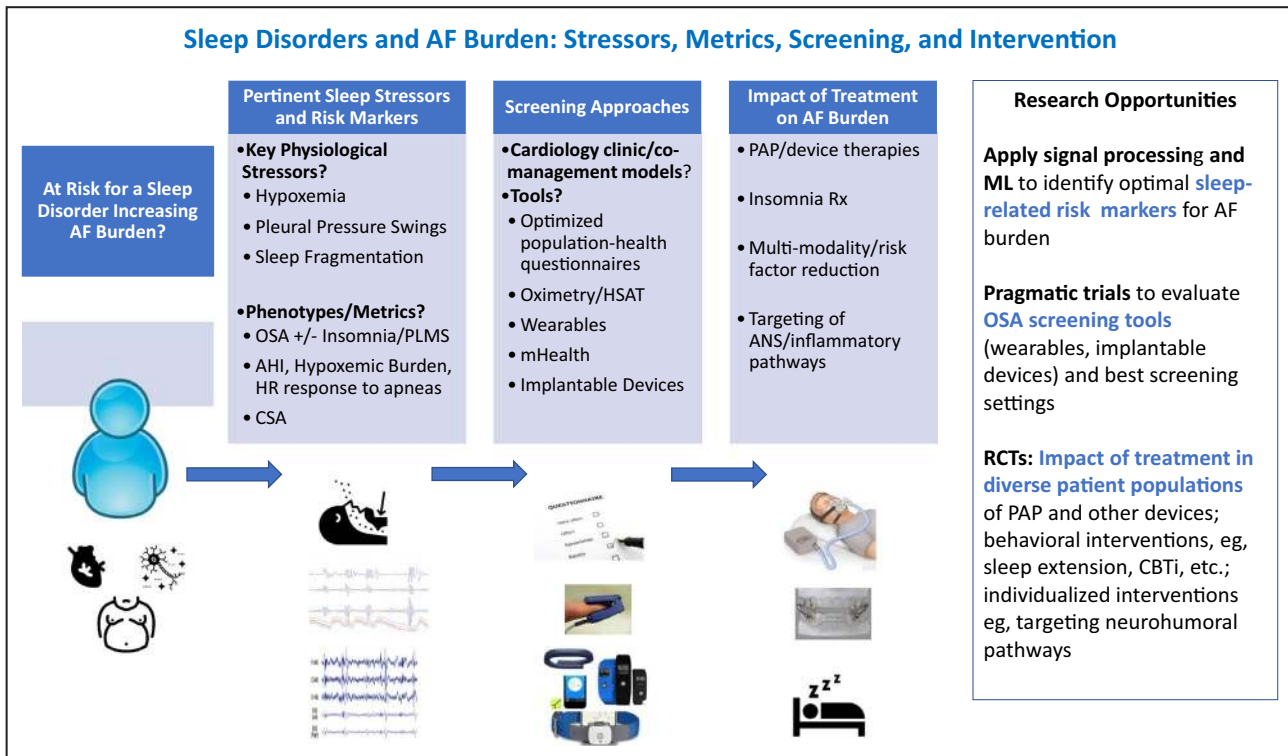 Sleep Disorders and AF Burden: Stressors, Metrics, Screening, and Intervention
At Risk for a Sleep
Disorder Increasing
AF Burden?
Pertinent Sleep Stressors
and Risk Markers
•Key Physiological
Stressors?
• Hypoxemia
• Pleural Pressure Swings
• Sleep Fragmentation
•Phenotypes/Metrics?
• OSA +/- Insomnia/PLMS
• AHI, Hypoxemic Burden,
HR response to apneas
• CSA
Screening Approaches
•Cardiology clinic/co-
management models?
•Tools?
• Optimized
population-health
questionnaires
• Oximetry/HSAT
• Wearables
• mHealth
• Implantable Devices
Impact of Treatment
on AF Burden
• PAP/device therapies
• Insomnia Rx
• Multi-modality/risk
factor reduction
• Targeting of
ANS/inflammatory
pathways
QUESTIONNAIRE
z z z
Research Opportunities
Apply signal processing and
ML to identify optimal sleep-
related risk markers for AF
burden
Pragmatic trials to evaluate
OSA screening tools
(wearables, implantable
devices) and best screening
settings
RCTs: Impact of treatment in
diverse patient populations
of PAP and other devices;
behavioral interventions, eg,
sleep extension, CBTi, etc.;
individualized interventions
eg, targeting neurohumoral
pathways